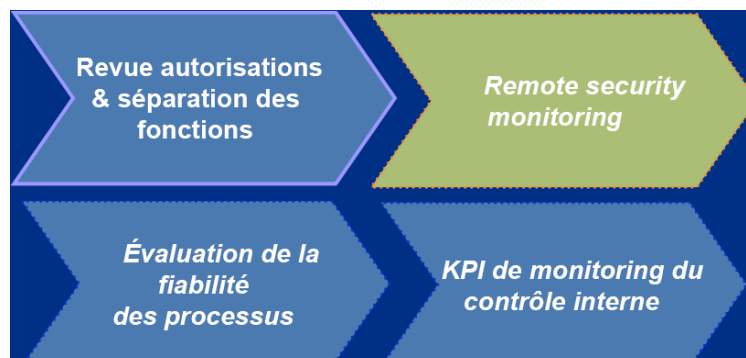 Revue autorisations
& séparation des
fonctions
Remote security
monitoring
Évaluation de la
fiabilité
des processus
KPI de monitoring du
contrôle interne